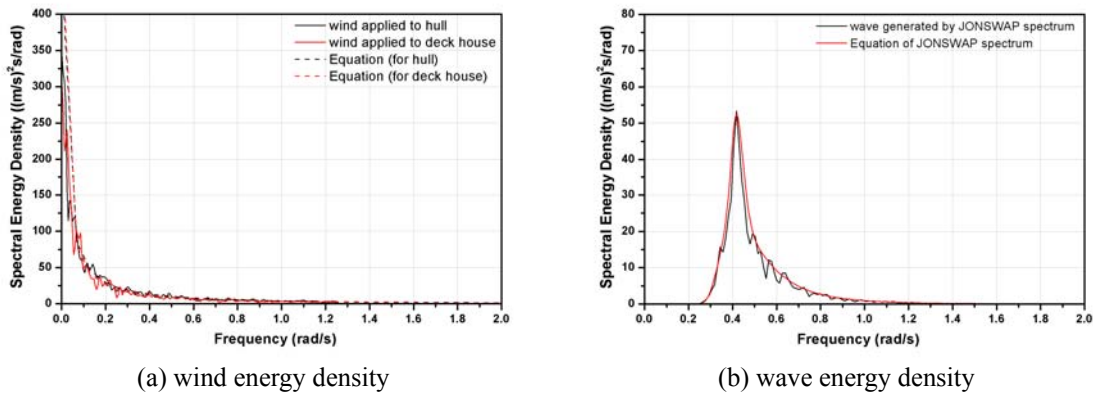 400
350
300
250
200
150
100
50
0
0.0 0.2 0.4 0.6 0.8 1.0 1.2 1.4 1.6 1.8 2.0
Spectral Energy Density ((m/s)²s/rad)
Frequency (rad/s)
wind applied to hull
wind applied to deck house
Equation (for hull)
Equation (for deck house)
(a) wind energy density
80
70
60
50
40
30
20
10
0
0.0 0.2 0.4 0.6 0.8 1.0 1.2 1.4 1.6 1.8 2.0
Spectral Energy Density ((m/s)²s/rad)
Frequency (rad/s)
wave generated by JONSWAP spectrum
Equation of JONSWAP spectrum
(b) wave energy density